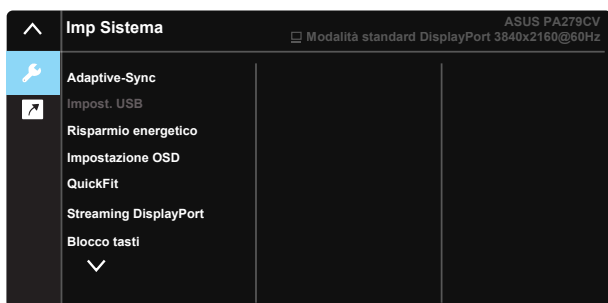 Imp Sistema
ASUS PA279CV
Modalità standard DisplayPort 3840x2160@60Hz
Adaptive-Sync
Impost. USB
Risparmio energetico
Impostazione OSD
QuickFit
Streaming DisplayPort
Blocco tasti